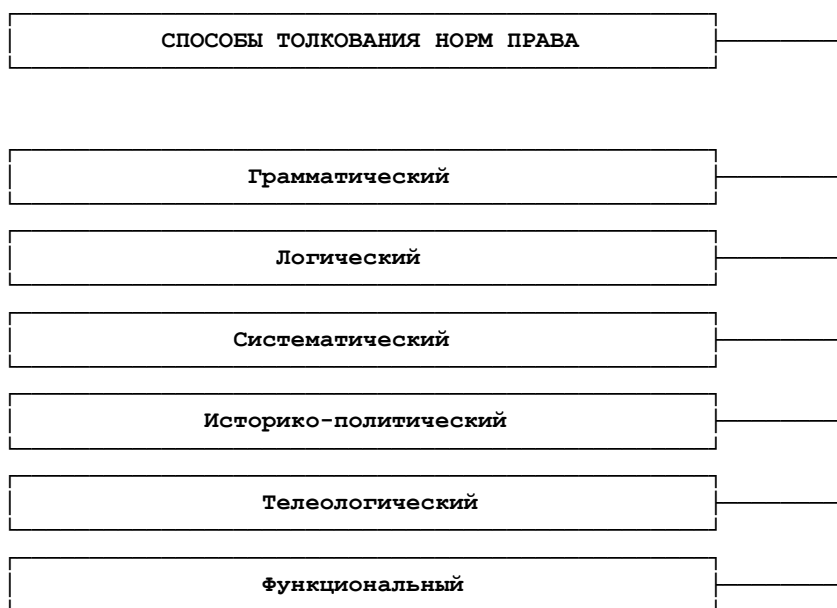 СПОСОБЫ ТОЛКОВАНИЯ НОРМ ПРАВА
Грамматический
Логический
Систематический
Историко-политический
Телеологический
Функциональный